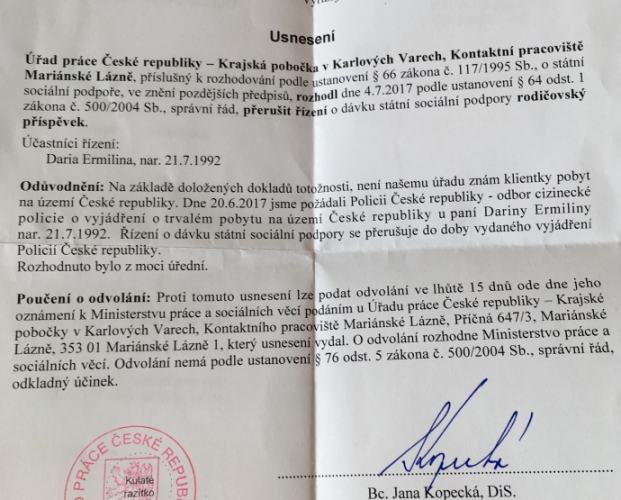 Usnesení
Úřad práce České republiky – Krajská pobočka v Karlových Varech, Kontaktní pracoviště
Mariánské Lázně, příslušný k rozhodování podle ustanovení § 66 zákona č. 117/1995 Sb., o státní
sociální podpoře, ve znění pozdějších předpisů, rozhodl dne 4.7.2017 podle ustanovení § 64 odst. 1
zákona č. 500/2004 Sb., správní řád, přerušit řízení o dávku státní sociální podpory rodičovský
příspěvek.
Účastníci řízení:
Daria Ermilina, nar. 21.7.1992
Odůvodnění: Na základě doložených dokladů totožnosti, není našemu úřadu znám klientky pobyt
na území České republiky. Dne 20.6.2017 jsme požádali Policii České republiky - odbor cizinecké
policie o vyjádření o trvalém pobytu na území České republiky u paní Dariny Ermiliny
nar. 21.7.1992. Řízení o dávku státní sociální podpory se přerušuje do doby vydaného vyjádření
Policií České republiky.
Rozhodnuto bylo z moci úřední.
Poučení o odvolání: Proti tomuto usnesení lze podat odvolání ve lhůtě 15 dnů ode dne jeho
oznámení k Ministerstvu práce a sociálních věcí podáním u Úřadu práce České republiky – Krajské
pobočky v Karlových Varech, Kontaktního pracoviště Mariánské Lázně, Příčná 647/3, Mariánské
Lázně, 353 01 Mariánské Lázně 1, který usnesení vydal. O odvolání rozhodne Ministerstvo práce a
sociálních věcí. Odvolání nemá podle ustanovení § 76 odst. 5 zákona č. 500/2004 Sb., správní řád,
odkladný účinek.
PRÁCE ČESKÉ REPUBL
Kulaté
razítko
Bc. Jana Kopecká, DiS.